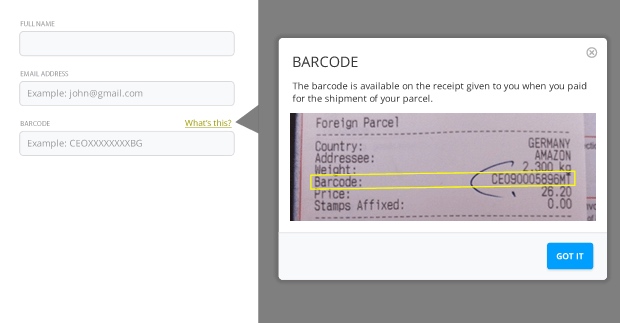 FULL NAME
EMAIL ADDRESS
Example: john@gmail.com
BARCODE
What's this?
Example: CEOXXXXXXXXBG
BARCODE
The barcode is available on the receipt given to you when you paid
for the shipment of your parcel.
Foreign Parcel
Country: GERMANY
Addressee: AMAZON
Weight: 2.300 kg
Barcode: CE090005896MT
Price: 26.20
Stamps Affixed: 0.00
GOT IT